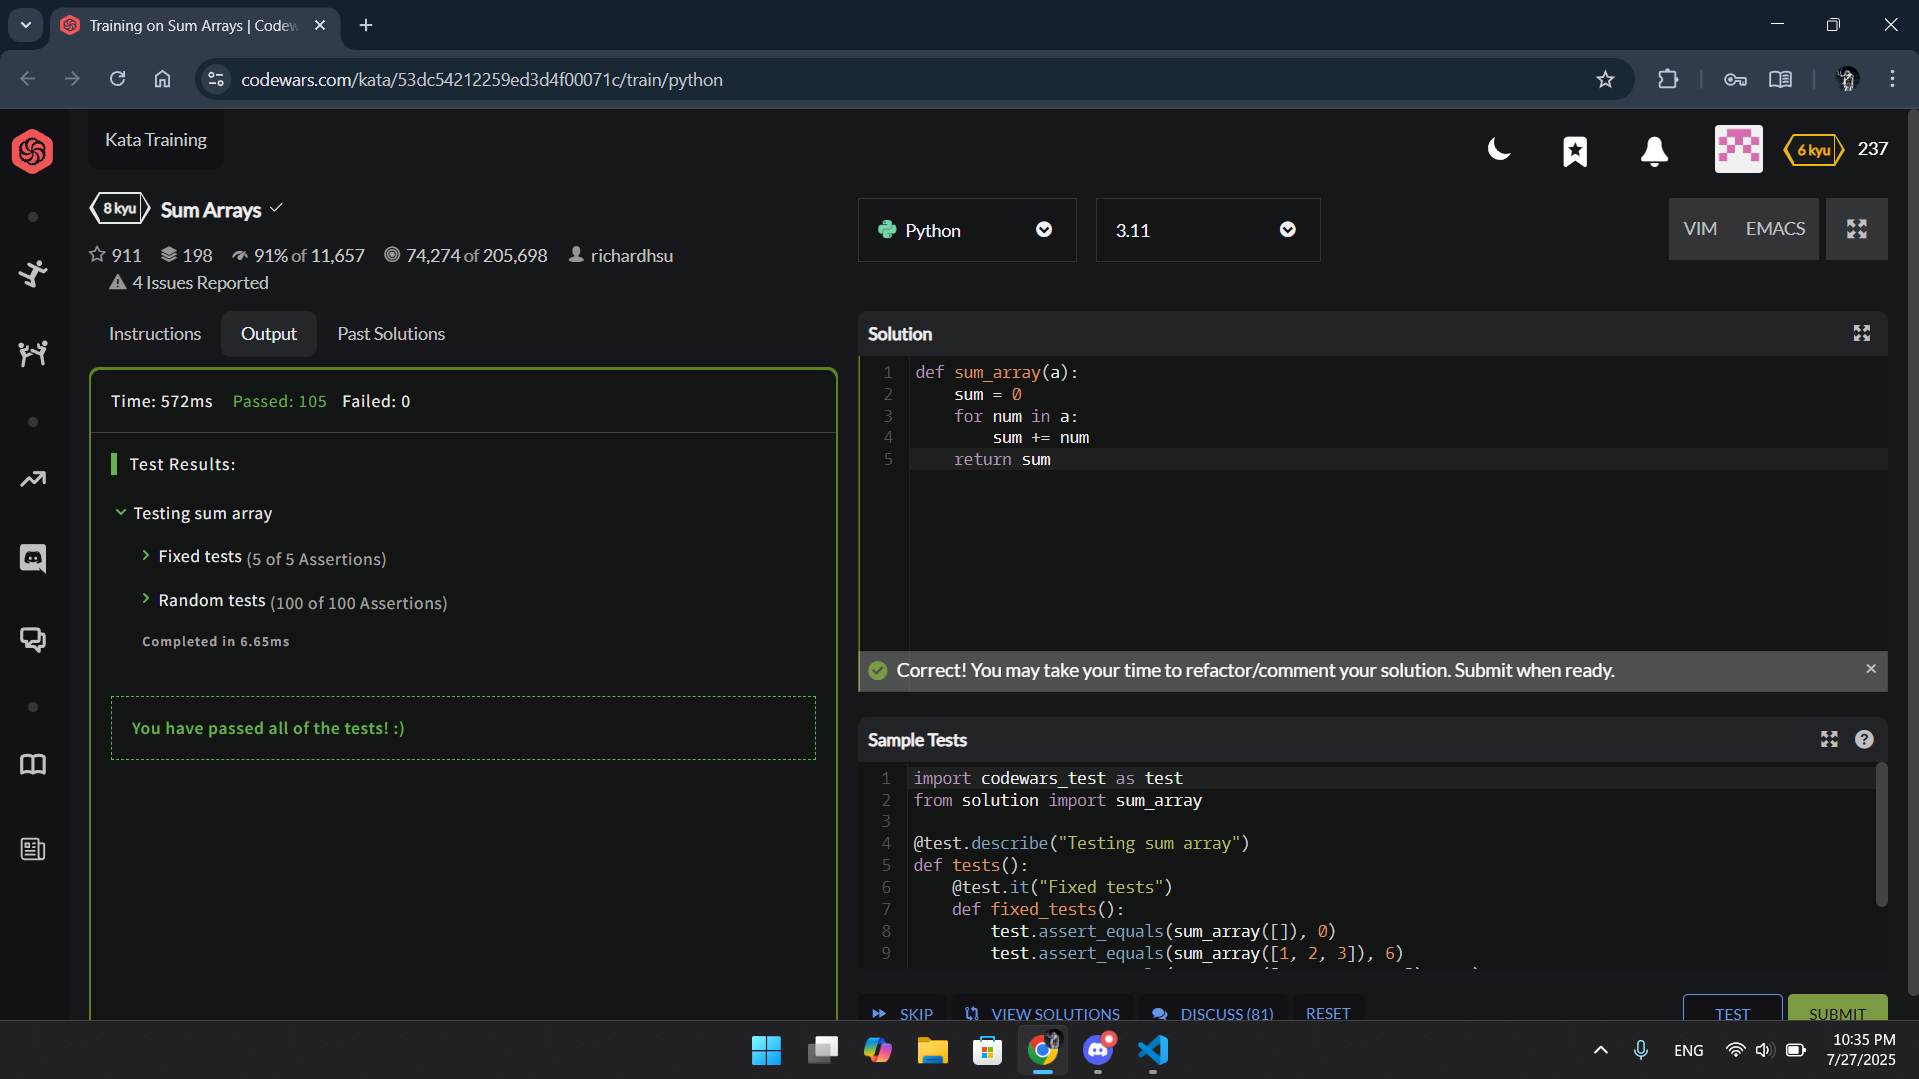 Training on Sum Arrays | Codew
codewars.com/kata/53dc54212259ed3d4f00071c/train/python
Kata Training
6 kyu 237
8 kyu Sum Arrays
911 198 91% of 11,657 74,274 of 205,698 richardhsu
4 Issues Reported
Python 3.11 VIM EMACS
Instructions Output Past Solutions
Time: 572ms Passed: 105 Failed: 0
Test Results:
Testing sum array
Fixed tests (5 of 5 Assertions)
Random tests (100 of 100 Assertions)
Completed in 6.65ms
You have passed all of the tests! :)
Solution
1 def sum_array(a):
2     sum = 0
3     for num in a:
4         sum += num
5     return sum
Correct! You may take your time to refactor/comment your solution. Submit when ready.
Sample Tests
1 import codewars_test as test
2 from solution import sum_array
3
4 @test.describe("Testing sum array")
5 def tests():
6     @test.it("Fixed tests")
7     def fixed_tests():
8         test.assert_equals(sum_array([]), 0)
9         test.assert_equals(sum_array([1, 2, 3]), 6)
SKIP VIEW SOLUTIONS DISCUSS (81) RESET TEST SUBMIT
ENG
10:35 PM
7/27/2025